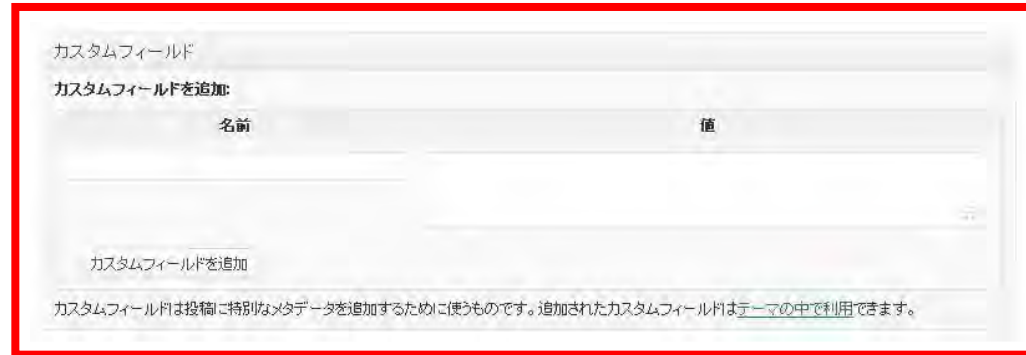 カスタムフィールド
カスタムフィールドを追加:
名前 値
カスタムフィールドを追加
カスタムフィールドは投稿に特別なメタデータを追加するために使うものです。追加されたカスタムフィールドはテーマの中で利用できます。